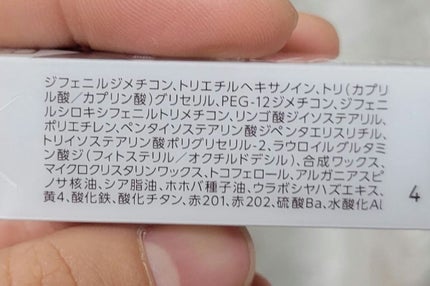 ジフェニルジメチコン、トリエチルヘキサノイン、トリ(カプリ
ル酸/カプリン酸)グリセリル、PEG-12ジメチコン、ジフェニ
ルシロキシフェニルトリメチコン、リンゴ酸ジイソステアリル、
ポリエチレン、ペンタイソステアリン酸ジペンタエリスリチル、
トリイソステアリン酸ポリグリセリル-2、ラウロイルグルタミ
ン酸ジ(フィトステリル/オクチルドデシル)、合成ワックス、
マイクロクリスタリンワックス、トコフェロール、アルガニアスピ
ノサ核油、シア脂油、ホホバ種子油、ウラボシヤハズエキス、
黄4、酸化鉄、酸化チタン、赤201、赤202、硫酸Ba、水酸化Al
4